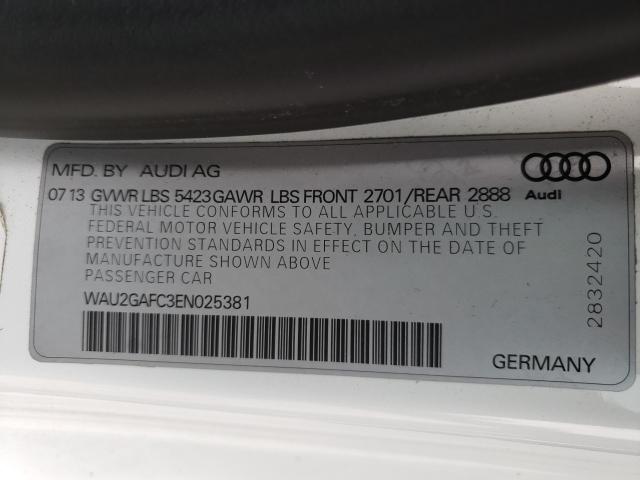 MFD. BY AUDI AG
07 13 GVWR LBS 5423 GAWR LBS FRONT 2701/REAR 2888
Audi
THIS VEHICLE CONFORMS TO ALL APPLICABLE U.S.
FEDERAL MOTOR VEHICLE SAFETY, BUMPER AND THEFT
PREVENTION STANDARDS IN EFFECT ON THE DATE OF
MANUFACTURE SHOWN ABOVE
PASSENGER CAR
WAU2GAFC3EN025381
2832420
GERMANY